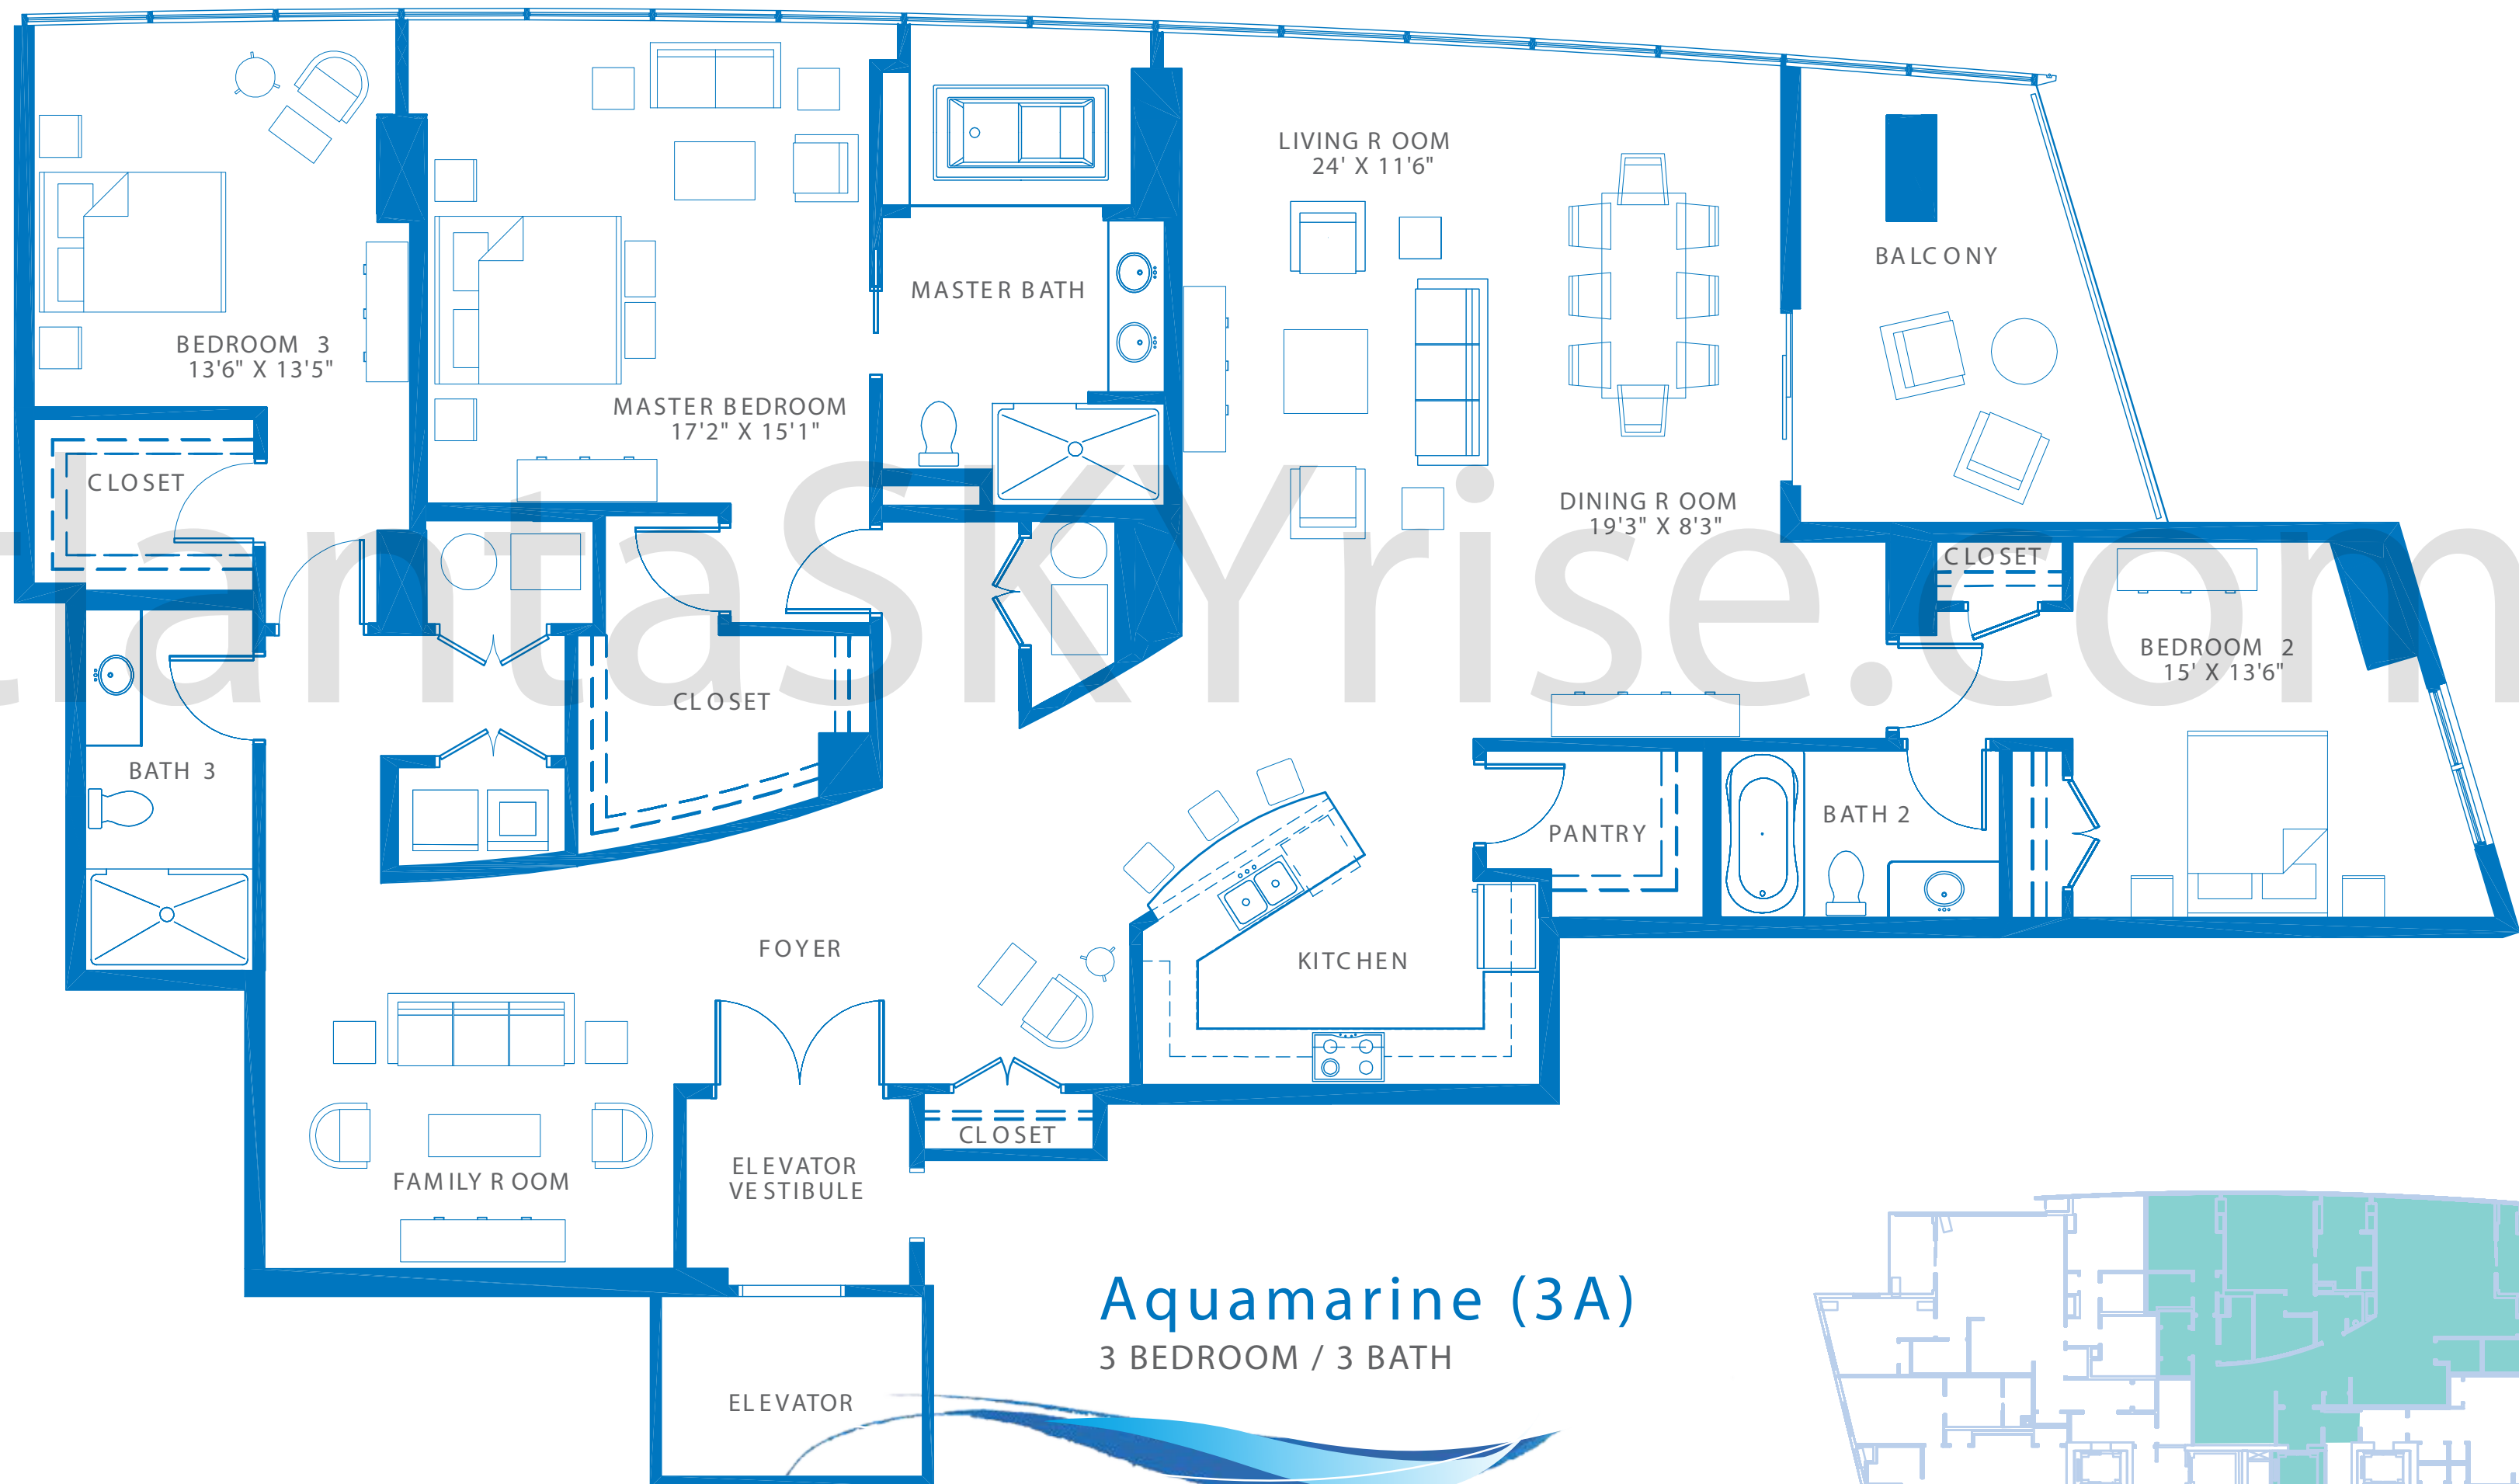 LIVING ROOM
24' X 11'6"
BALCONY
MASTER BATH
BEDROOM 3
13'6" X 13'5"
MASTER BEDROOM
17'2" X 15'1"
CLOSET
DINING ROOM
19'3" X 8'3"
CLOSET
tlantaSKYrise.com
BEDROOM 2
15' X 13'6"
CLOSET
BATH 3
PANTRY
BATH 2
FOYER
KITCHEN
CLOSET
FAMILY ROOM
ELEVATOR
VESTIBULE
Aquamarine (3A)
3 BEDROOM / 3 BATH
ELEVATOR